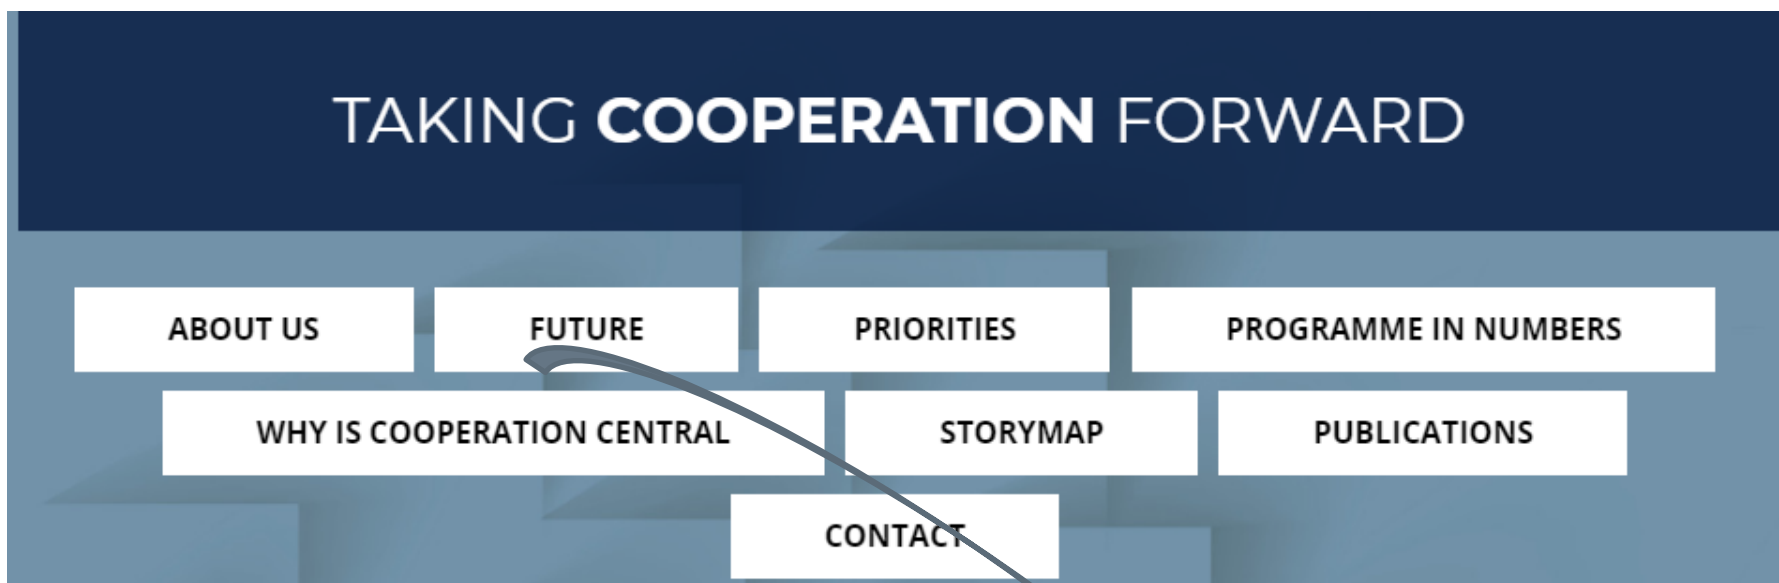 TAKING COOPERATION FORWARD
ABOUT US
FUTURE
PRIORITIES
PROGRAMME IN NUMBERS
WHY IS COOPERATION CENTRAL
STORYMAP
PUBLICATIONS
CONTACT